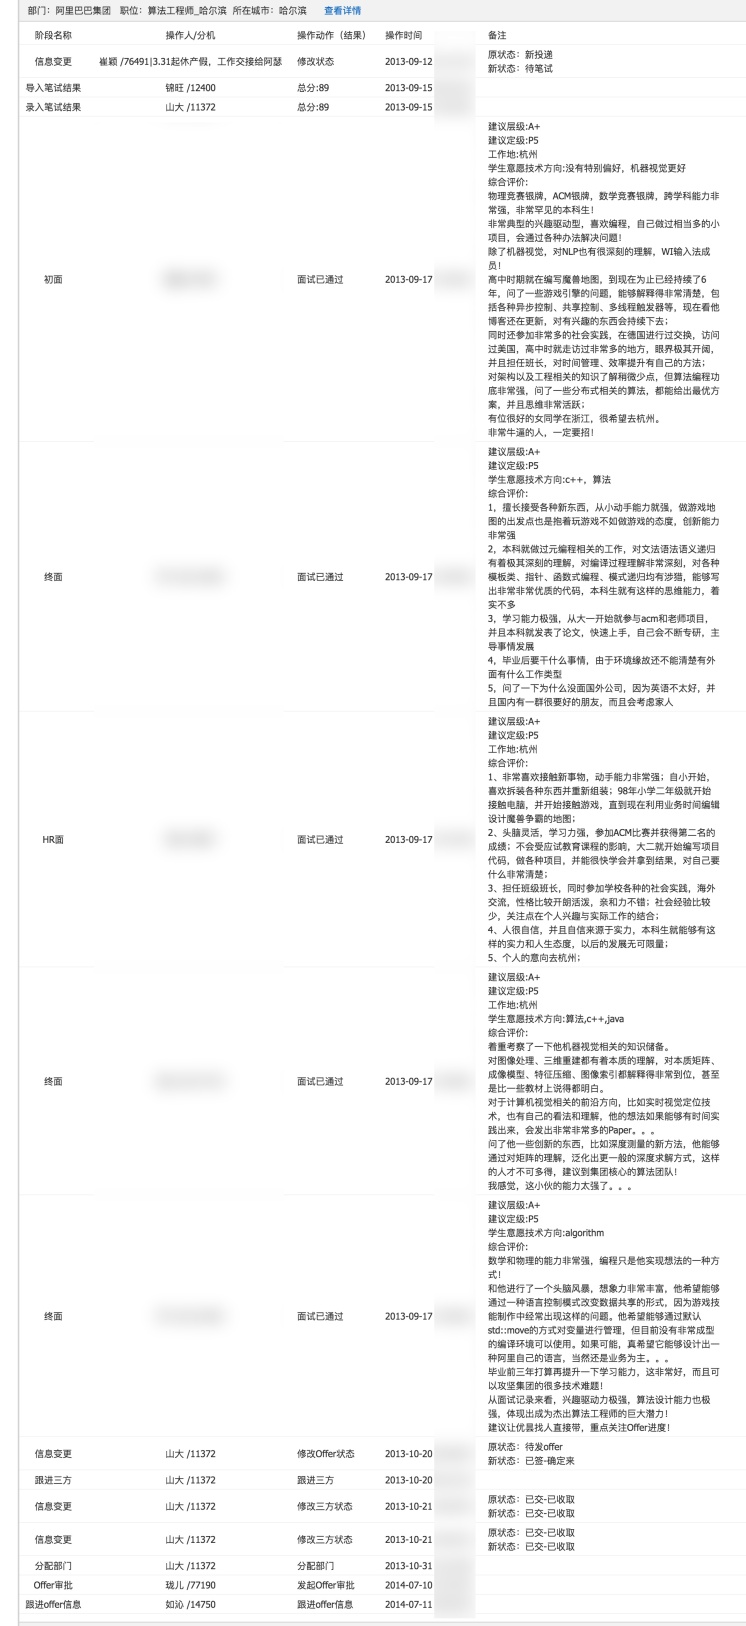 部门: 阿里巴巴集团 职位: 算法工程师_哈尔滨 所在城市: 哈尔滨 查看详情
阶段名称 操作人/分机 操作动作（结果） 操作时间 备注
信息变更 崔颖 /76491|3.31起休产假, 工作交接给阿瑟 修改状态 2013-09-12 原状态: 新投递
新状态: 待笔试
导入笔试结果 锦旺 /12400 总分:89 2013-09-15
录入笔试结果 山大 /11372 总分:89 2013-09-15
初面 面试已通过 2013-09-17
建议层级:A+
建议定级:P5
工作地:杭州
学生意愿技术方向:没有特别偏好, 机器视觉更好
综合评价:
物理竞赛银牌, ACM银牌, 数学竞赛银牌, 跨学科能力非
常强, 非常罕见的本科生!
非常典型的兴趣驱动型, 喜欢编程, 自己做过相当多的小
项目, 会通过各种办法解决问题!
除了机器视觉, 对NLP也有很深刻的理解, WI输入法成
员!
高中时期就在编写魔兽地图, 到现在为止已经持续了6
年, 问了一些游戏引擎的问题, 能够解释得非常清楚, 包
括各种异步控制、共享控制、多线程触发器等, 现在看他
博客还在更新, 对有兴趣的东西会持续下去;
同时还参加非常多的社会实践, 在德国进行过交换, 访问
过美国, 高中时就走访过非常多的地方, 眼界极其开阔,
并且担任班长, 对时间管理、效率提升有自己的方法;
对架构以及工程相关的知识了解稍微少点, 但算法编程功
底非常强, 问了一些分布式相关的算法, 都能给出最优方
案, 并且思维非常活跃;
有位很好的女同学在浙江, 很希望去杭州。
非常牛逼的人, 一定要招!
终面 面试已通过 2013-09-17
建议层级:A+
建议定级:P5
学生意愿技术方向:c++, 算法
综合评价:
1, 擅长接受各种新东西, 从小动手能力就强, 做游戏地
图的出发点也是抱着玩游戏不如做游戏的态度, 创新能力
非常强
2, 本科就做过元编程相关的工作, 对文法语法语义递归
有着极其深刻的理解, 对编译过程理解非常深刻, 对各种
模板类、指针、函数式编程、模式递归均有涉猎, 能够写
出非常非常优质的代码, 本科生就有这样的思维能力, 着
实不多
3, 学习能力极强, 从大一开始就参与acm和老师项目,
并且本科就发表了论文, 快速上手, 自己会不断专研, 主
导事情发展
4, 毕业后要干什么事情, 由于环境缘故还不能清楚有外
面有什么工作类型
5, 问了一下为什么没面国外公司, 因为英语不太好, 并
且国内有一群很要好的朋友, 而且会考虑家人
HR面 面试已通过 2013-09-17
建议层级:A+
建议定级:P5
工作地:杭州
综合评价:
1、非常喜欢接触新事物, 动手能力非常强; 自小开始,
喜欢拆装各种东西并重新组装; 98年小学二年级就开始
接触电脑, 并开始接触游戏, 直到现在利用业务时间编辑
设计魔兽争霸的地图;
2、头脑灵活, 学习力强, 参加ACM比赛并获得第二名的
成绩; 不会受应试教育课程的影响, 大二就开始编写项目
代码, 做各种项目, 并能很快学会并拿到结果, 对自己要
什么非常清楚;
3、担任班级班长, 同时参加学校各种的社会实践, 海外
交流, 性格比较开朗活泼, 亲和力不错; 社会经验比较
少, 关注点在个人兴趣与实际工作的结合;
4、人很自信, 并且自信来源于实力, 本科生就能够有这
样的实力和人生态度, 以后的发展无可限量;
5、个人的意向去杭州;
终面 面试已通过 2013-09-17
建议层级:A+
建议定级:P5
工作地:杭州
学生意愿技术方向:算法,c++,java
综合评价:
着重考察了一下他机器视觉相关的知识储备。
对图像处理、三维重建都有着本质的理解, 对本质矩阵、
成像模型、特征压缩、图像索引都解释得非常到位, 甚至
是比一些教材上说得都明白。
对于计算机视觉相关的前沿方向, 比如实时视觉定位技
术, 也有自己的看法和理解, 他的想法如果能够有时间实
践出来, 会发出非常非常多的Paper。。。
问了他一些创新的东西, 比如深度测量的新方法, 他能够
通过对矩阵的理解, 泛化出更一般的深度求解方式, 这样
的人才不可多得, 建议到集团核心的算法团队!
我感觉, 这小伙的能力太强了。。。
终面 面试已通过 2013-09-17
建议层级:A+
建议定级:P5
学生意愿技术方向:algorithm
综合评价:
数学和物理的能力非常强, 编程只是他实现想法的一种方
式!
和他进行了一个头脑风暴, 想象力非常丰富, 他希望能够
通过一种语言控制模式改变数据共享的形式, 因为游戏技
能制作中经常出现这样的问题。他希望能够通过默认
std::move的方式对变量进行管理, 但目前没有非常成型
的编译环境可以使用。如果可能, 真希望它能够设计出一
种阿里自己的语言, 当然还是业务为主。。。
毕业前三年打算再提升一下学习能力, 这非常好, 而且可
以攻坚集团的很多技术难题!
从面试记录来看, 兴趣驱动力极强, 算法设计能力也极
强, 体现出成为杰出算法工程师的巨大潜力!
建议让优昙找人直接带, 重点关注Offer进度!
信息变更 山大 /11372 修改Offer状态 2013-10-20 原状态: 待发offer
新状态: 已签-确定来
跟进三方 山大 /11372 跟进三方 2013-10-20
信息变更 山大 /11372 修改三方状态 2013-10-21 原状态: 已交-已收取
新状态: 已交-已收取
信息变更 山大 /11372 修改三方状态 2013-10-21 原状态: 已交-已收取
新状态: 已交-已收取
分配部门 山大 /11372 分配部门 2013-10-31
Offer审批 珑儿 /77190 发起Offer审批 2014-07-10
跟进offer信息 如沁 /14750 跟进offer信息 2014-07-11